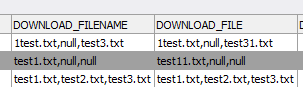 DOWNLOAD_FILENAME DOWNLOAD_FILE
1test.txt,null,test3.txt 1test.txt,null,test31.txt
test1.txt,null,null test11.txt,null,null
test1.txt,test2.txt,test3.txt test1.txt,test2.txt,test3.txt